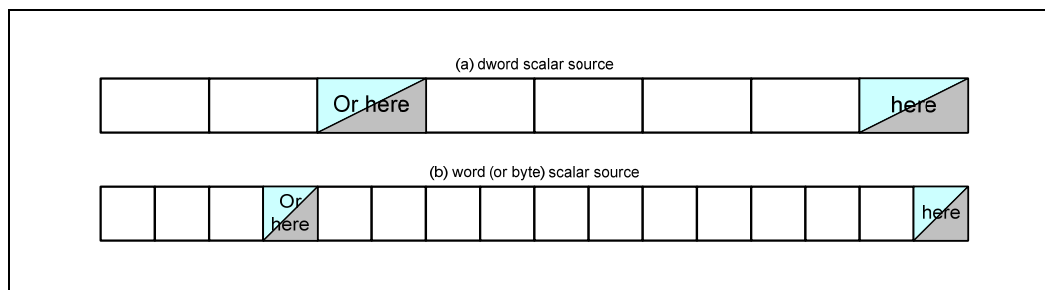 (a) dword scalar source
Or here
here
(b) word (or byte) scalar source
Or
here
here